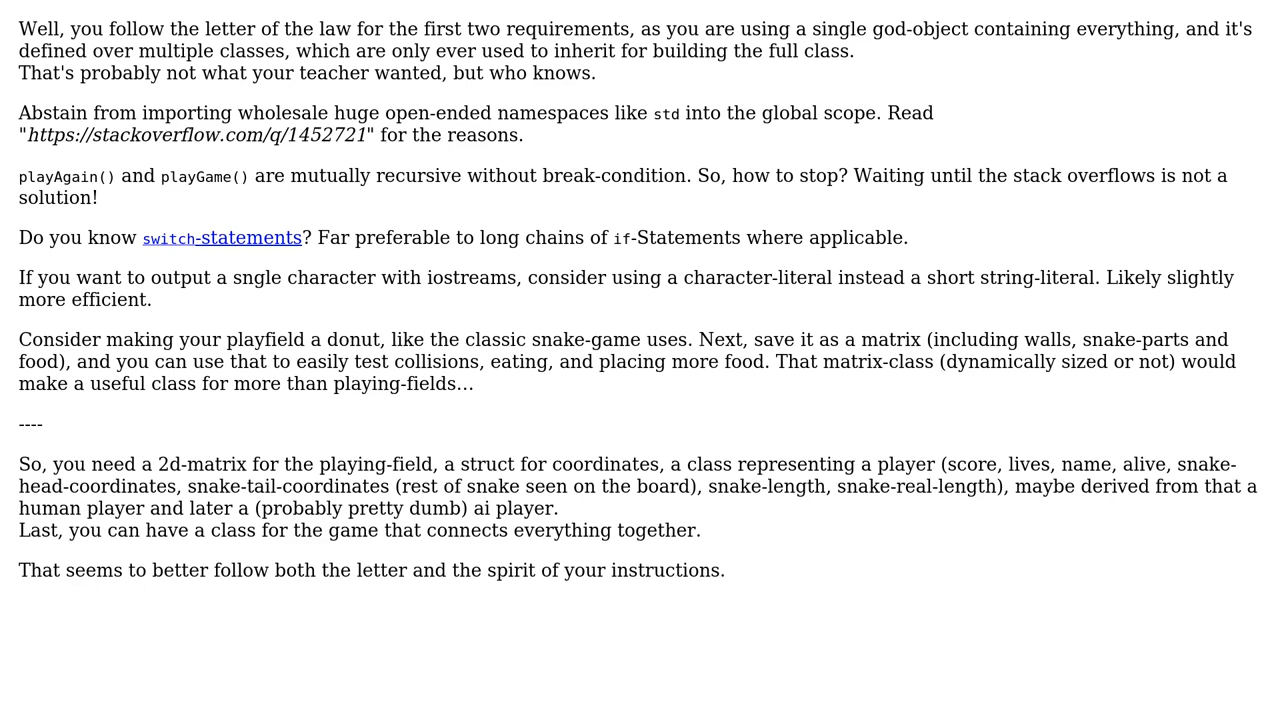 Well, you follow the letter of the law for the first two requirements, as you are using a single god-object containing everything, and it's
defined over multiple classes, which are only ever used to inherit for building the full class.
That's probably not what your teacher wanted, but who knows.
Abstain from importing wholesale huge open-ended namespaces like std into the global scope. Read
"https://stackoverflow.com/q/1452721" for the reasons.
playAgain() and playGame() are mutually recursive without break-condition. So, how to stop? Waiting until the stack overflows is not a
solution!
Do you know switch-statements? Far preferable to long chains of if-Statements where applicable.
If you want to output a sngle character with iostreams, consider using a character-literal instead a short string-literal. Likely slightly
more efficient.
Consider making your playfield a donut, like the classic snake-game uses. Next, save it as a matrix (including walls, snake-parts and
food), and you can use that to easily test collisions, eating, and placing more food. That matrix-class (dynamically sized or not) would
make a useful class for more than playing-fields…
----
So, you need a 2d-matrix for the playing-field, a struct for coordinates, a class representing a player (score, lives, name, alive, snake-
head-coordinates, snake-tail-coordinates (rest of snake seen on the board), snake-length, snake-real-length), maybe derived from that a
human player and later a (probably pretty dumb) ai player.
Last, you can have a class for the game that connects everything together.
That seems to better follow both the letter and the spirit of your instructions.